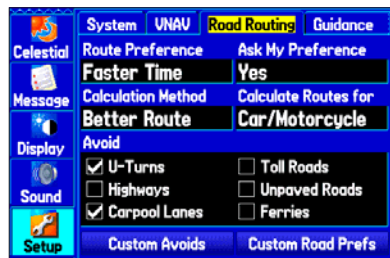 System VNAV Road Routing Guidance
Celestial
Message
Display
Sound
Setup
Route Preference Ask My Preference
Faster Time Yes
Calculation Method Calculate Routes for
Better Route Car/Motorcycle
Avoid
U-Turns Toll Roads
Highways Unpaved Roads
Carpool Lanes Ferries
Custom Avoids Custom Road Prefs